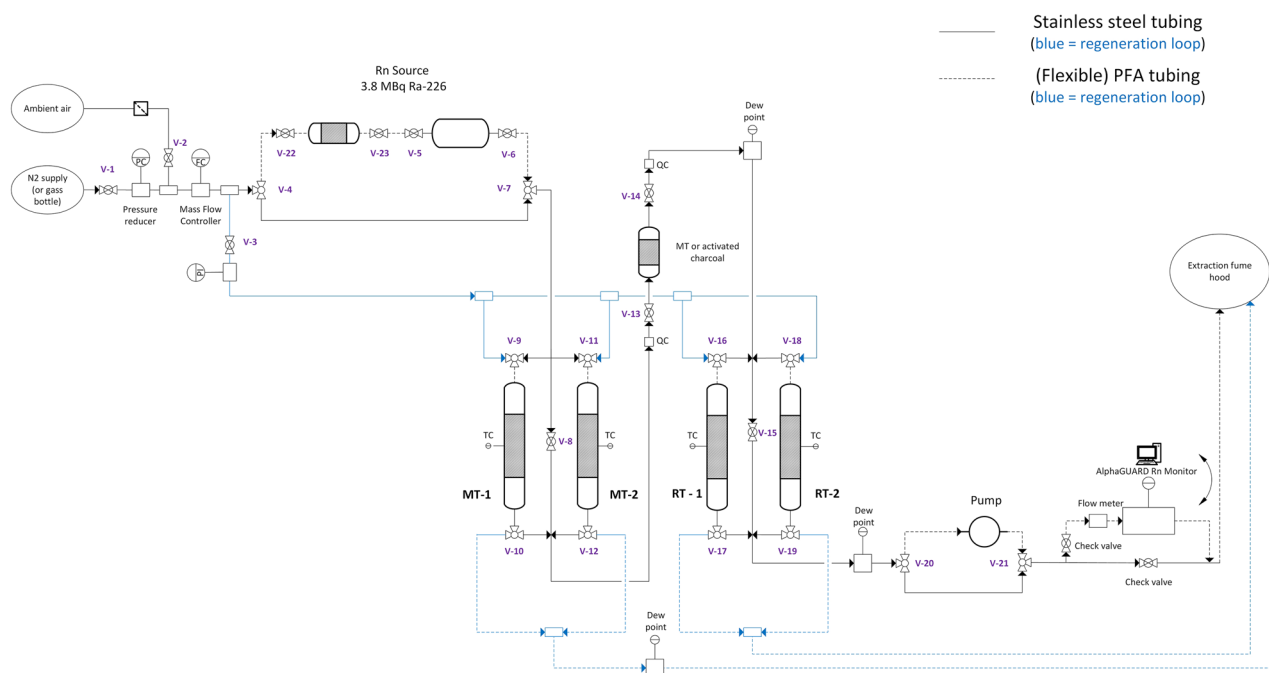 Stainless steel tubing
(blue = regeneration loop)
(Flexible) PFA tubing
(blue = regeneration loop)
Rn Source
3.8 MBq Ra-226
Ambient air
V-2
V-1
PC
FC
N2 supply
(or gass
bottle)
Pressure
reducer
Mass Flow
Controller
V-3
PI
V-4
V-22
V-23
V-5
V-6
V-7
Dew
point
QC
V-14
MT or activated
charcoal
V-13
QC
Extraction fume
hood
V-9
V-11
V-16
V-18
TC
V-8
TC
TC
V-15
TC
MT-1
MT-2
RT - 1
RT-2
V-10
V-12
V-17
V-19
AlphaGUARD Rn Monitor
Flow meter
Pump
Dew
point
Check valve
V-20
V-21
Check valve
Dew
point